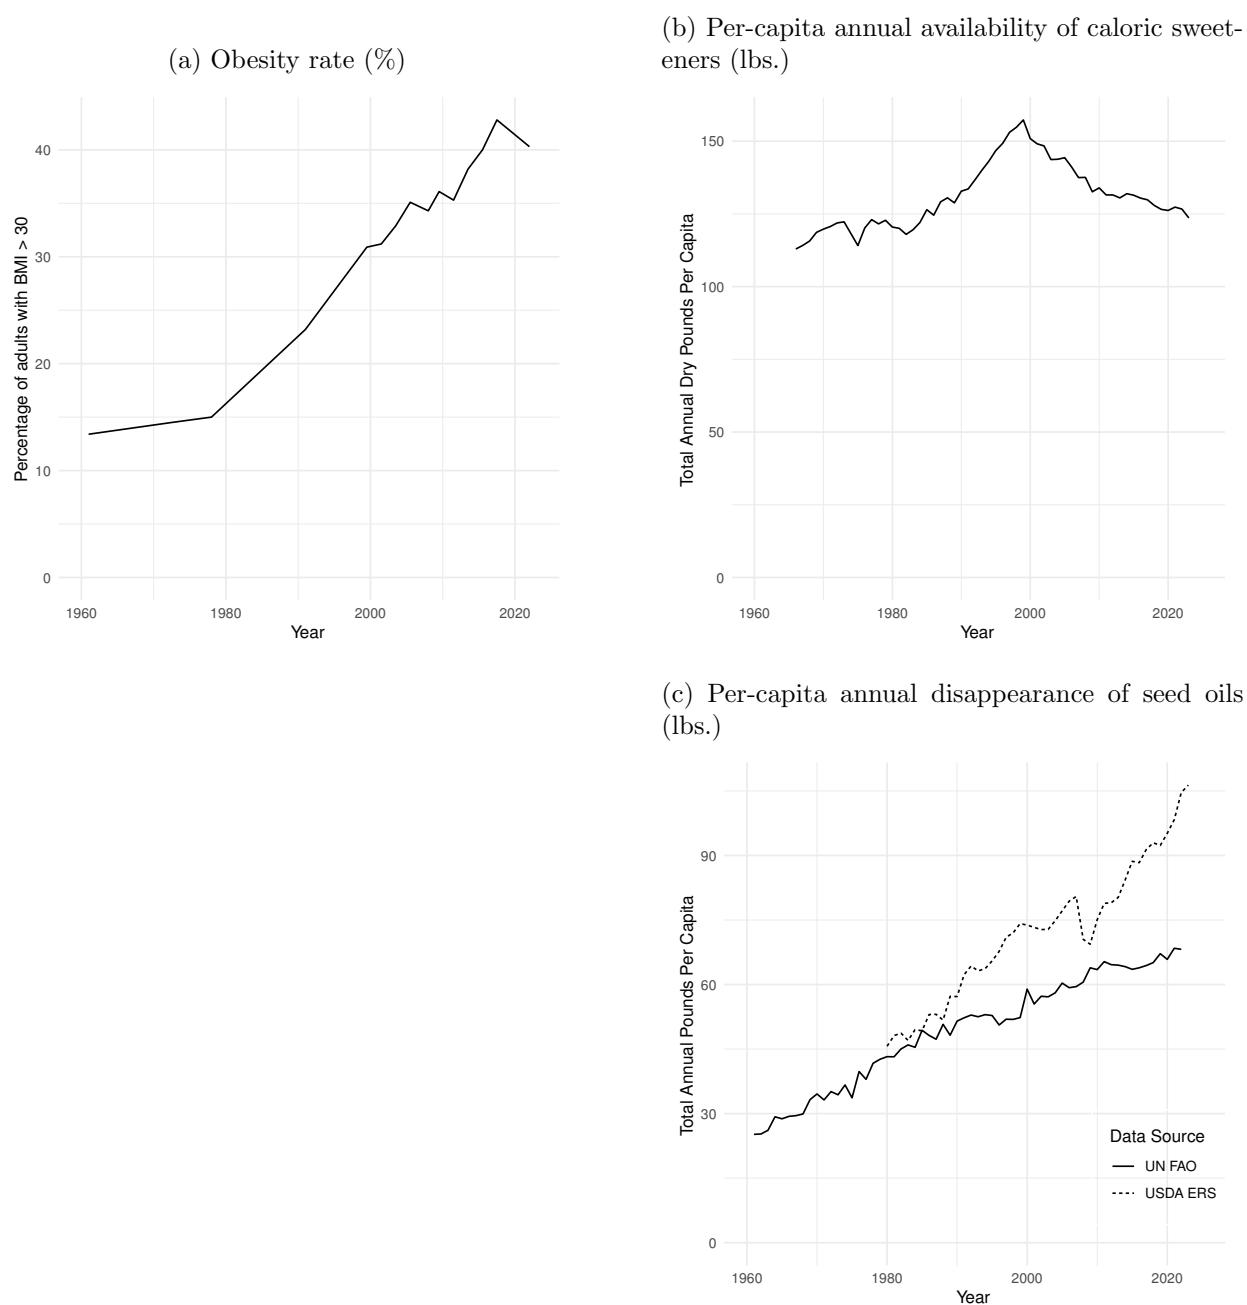 (a) Obesity rate (%)
Percentage of adults with BMI > 30
40
30
20
10
0
1960 1980 2000 2020
Year
(b) Per-capita annual availability of caloric sweet-
eners (lbs.)
Total Annual Dry Pounds Per Capita
150
100
50
0
1960 1980 2000 2020
Year
(c) Per-capita annual disappearance of seed oils
(lbs.)
Total Annual Pounds Per Capita
90
60
30
0
Data Source
UN FAO
USDA ERS
1960 1980 2000 2020
Year